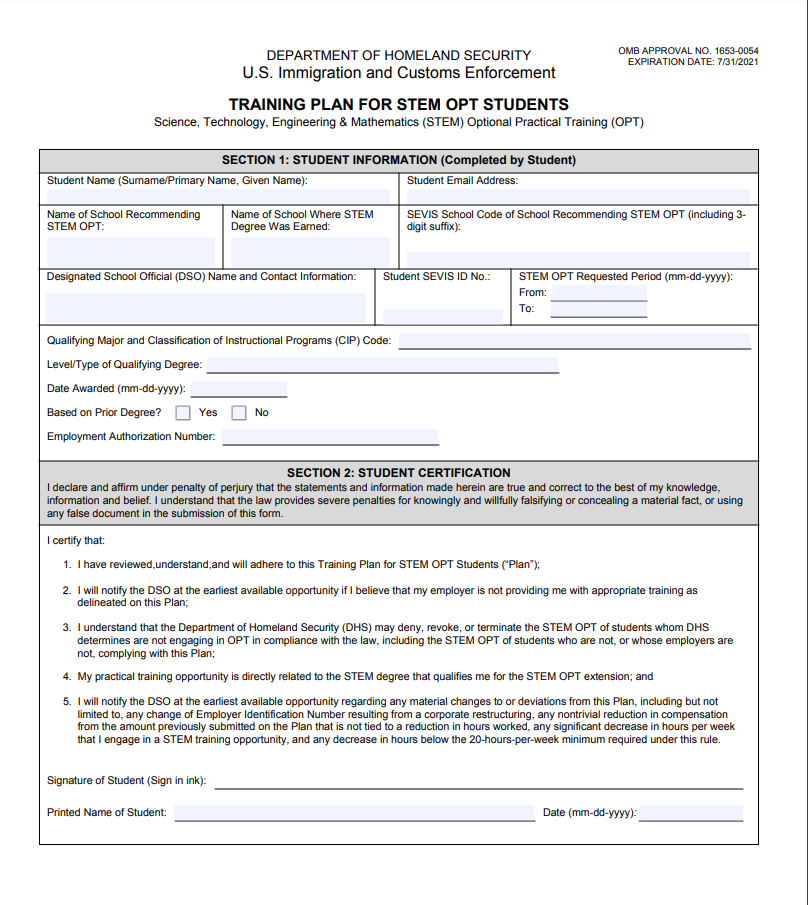 DEPARTMENT OF HOMELAND SECURITY
U.S. Immigration and Customs Enforcement
OMB APPROVAL NO. 1653-0054
EXPIRATION DATE: 7/31/2021
TRAINING PLAN FOR STEM OPT STUDENTS
Science, Technology, Engineering & Mathematics (STEM) Optional Practical Training (OPT)
SECTION 1: STUDENT INFORMATION (Completed by Student)
Student Name (Surname/Primary Name, Given Name):
Student Email Address:
Name of School Recommending
STEM OPT:
Name of School Where STEM
Degree Was Earned:
SEVIS School Code of School Recommending STEM OPT (including 3-
digit suffix):
Designated School Official (DSO) Name and Contact Information:
Student SEVIS ID No.:
STEM OPT Requested Period (mm-dd-yyyy):
From:
To:
Qualifying Major and Classification of Instructional Programs (CIP) Code:
Level/Type of Qualifying Degree:
Date Awarded (mm-dd-yyyy):
Based on Prior Degree? Yes No
Employment Authorization Number:
SECTION 2: STUDENT CERTIFICATION
I declare and affirm under penalty of perjury that the statements and information made herein are true and correct to the best of my knowledge,
information and belief. I understand that the law provides severe penalties for knowingly and willfully falsifying or concealing a material fact, or using
any false document in the submission of this form.
I certify that:
1. I have reviewed,understand,and will adhere to this Training Plan for STEM OPT Students (“Plan”);
2. I will notify the DSO at the earliest available opportunity if I believe that my employer is not providing me with appropriate training as
delineated on this Plan;
3. I understand that the Department of Homeland Security (DHS) may deny, revoke, or terminate the STEM OPT of students whom DHS
determines are not engaging in OPT in compliance with the law, including the STEM OPT of students who are not, or whose employers are
not, complying with this Plan;
4. My practical training opportunity is directly related to the STEM degree that qualifies me for the STEM OPT extension; and
5. I will notify the DSO at the earliest available opportunity regarding any material changes to or deviations from this Plan, including but not
limited to, any change of Employer Identification Number resulting from a corporate restructuring, any nontrivial reduction in compensation
from the amount previously submitted on the Plan that is not tied to a reduction in hours worked, any significant decrease in hours per week
that I engage in a STEM training opportunity, and any decrease in hours below the 20-hours-per-week minimum required under this rule.
Signature of Student (Sign in ink):
Printed Name of Student:
Date (mm-dd-yyyy):